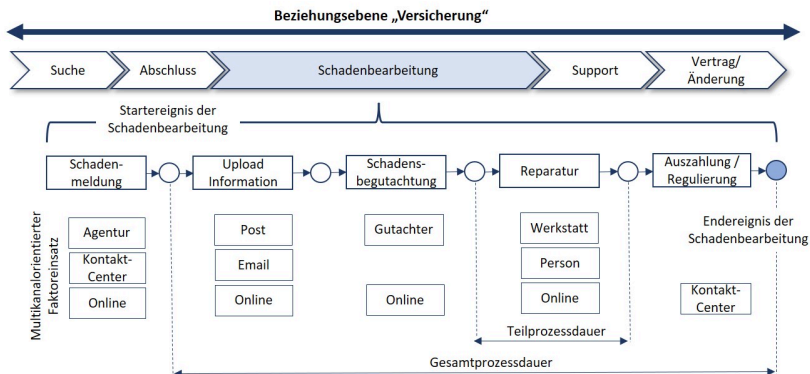 Beziehungsebene „Versicherung“
Suche
Abschluss
Schadenbearbeitung
Support
Vertrag/
Änderung
Startereignis der
Schadenbearbeitung
Schaden-
meldung
Upload
Information
Schadens-
begutachtung
Reparatur
Auszahlung /
Regulierung
Multikanalorientierter
Faktoreinsatz
Agentur
Kontakt-
Center
Online
Post
Email
Online
Gutachter
Online
Werkstatt
Person
Online
Endereignis der
Schadenbearbeitung
Kontakt-
Center
Teilprozessdauer
Gesamtprozessdauer